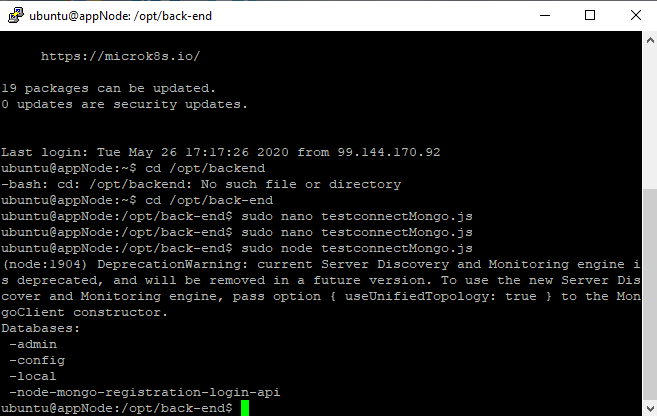 ubuntu@appNode: /opt/back-end
https://microk8s.io/
19 packages can be updated.
0 updates are security updates.
Last login: Tue May 26 17:17:26 2020 from 99.144.170.92
ubuntu@appNode:~$ cd /opt/backend
-bash: cd: /opt/backend: No such file or directory
ubuntu@appNode:~$ cd /opt/back-end
ubuntu@appNode:/opt/back-end$ sudo nano testconnectMongo.js
ubuntu@appNode:/opt/back-end$ sudo nano testconnectMongo.js
ubuntu@appNode:/opt/back-end$ sudo node testconnectMongo.js
(node:1904) DeprecationWarning: current Server Discovery and Monitoring engine i
s deprecated, and will be removed in a future version. To use the new Server Dis
cover and Monitoring engine, pass option { useUnifiedTopology: true } to the Mon
goClient constructor.
Databases:
-admin
-config
-local
-node-mongo-registration-login-api
ubuntu@appNode:/opt/back-end$